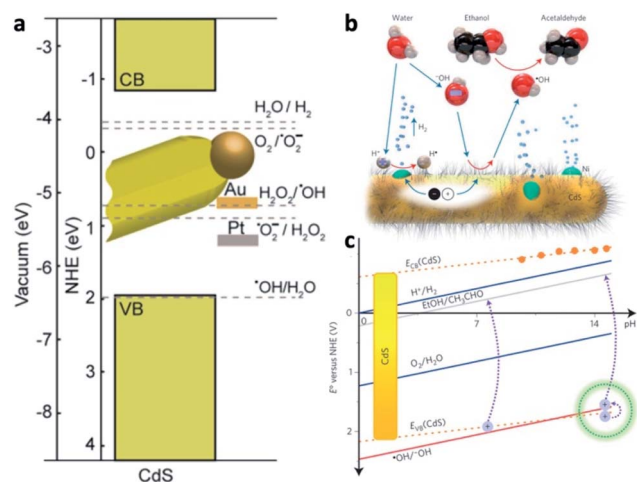 a
-3
-4
-5
-6
-7
-8
Vacuum (eV)
-1
0
1
2
3
4
NHE (eV)
CB
H₂O / H₂
O₂/•O₂⁻
Au
H₂O₂/•OH
Pt
•O₂⁻/H₂O₂
•OH/H₂O
VB
CdS
b
Water
Ethanol
Acetaldehyde
⁻OH
•OH
H₂
H⁺
H•
Ni
CdS
- +
c
E_CB(CdS)
H⁺/H₂
EtOH/CH₃CHO
0
0
7
14
pH
CdS
O₂/H₂O
1
2
E° versus NHE (V)
E_VB(CdS)
•OH/⁻OH
+
+
+